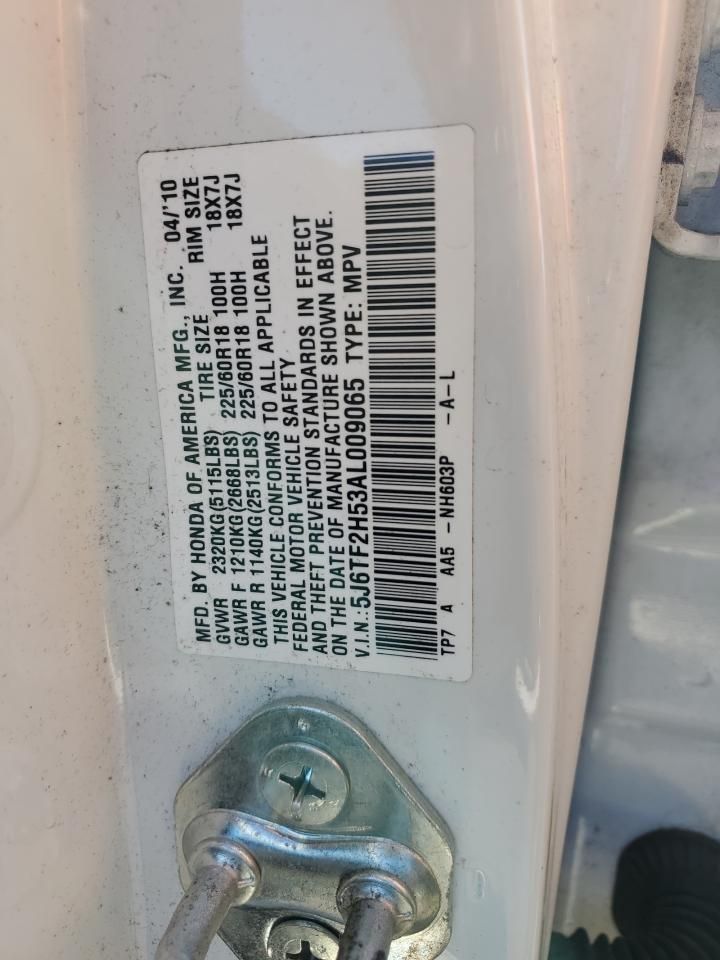 MFD. BY HONDA OF AMERICA MFG., INC. 04/'10
GVWR 2320KG(5115LBS) TIRE SIZE RIM SIZE
GAWR F 1210KG(2668LBS) 225/60R18 100H 18X7J
GAWR R 1140KG(2513LBS) 225/60R18 100H 18X7J
THIS VEHICLE CONFORMS TO ALL APPLICABLE
FEDERAL MOTOR VEHICLE SAFETY
AND THEFT PREVENTION STANDARDS IN EFFECT
ON THE DATE OF MANUFACTURE SHOWN ABOVE.
V.I.N.:5J6TF2H53AL009065 TYPE: MPV
TP7 A AA5 -NH603P -A-L